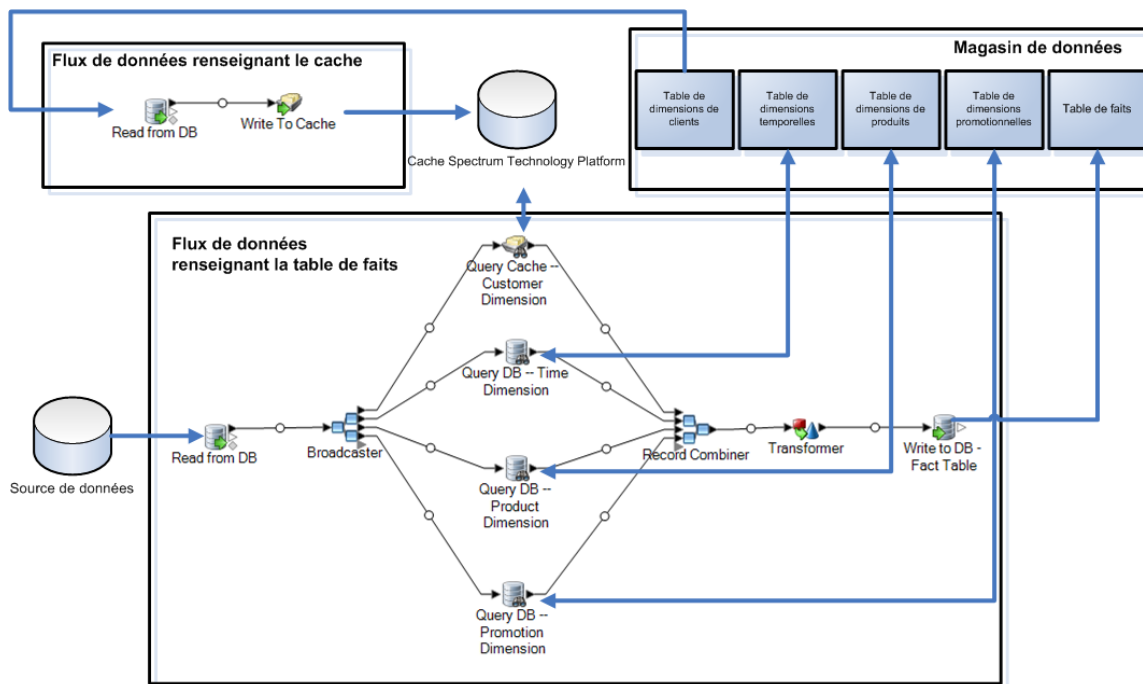 Flux de données renseignant le cache
Read from DB
Write To Cache
Cache Spectrum Technology Platform
Magasin de données
Table de
dimensions de
clients
Table de
dimensions
temporelles
Table de
dimensions de
produits
Table de
dimensions
promotionnelles
Table de faits
Flux de données
renseignant la table de faits
Query Cache --
Customer
Dimension
Query DB -- Time
Dimension
Source de données
Read from DB
Broadcaster
Query DB --
Product
Dimension
Record Combiner
Transformer
Write to DB -
Fact Table
Query DB --
Promotion
Dimension